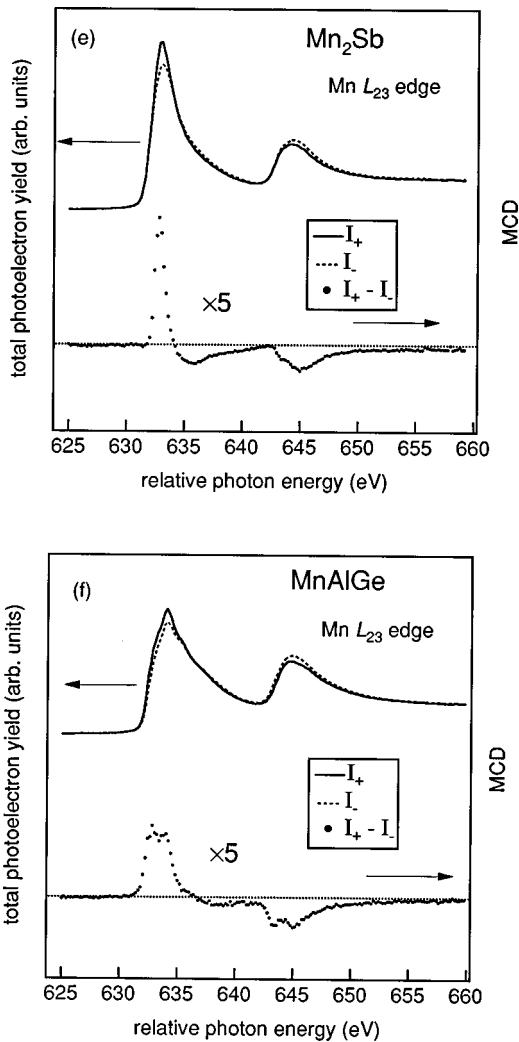 (e)
Mn₂Sb
Mn L₂₃ edge
total photoelectron yield (arb. units)
MCD
I₊
I₋
I₊ - I₋
×5
625 630 635 640 645 650 655 660
relative photon energy (eV)
(f)
MnAlGe
Mn L₂₃ edge
total photoelectron yield (arb. units)
MCD
I₊
I₋
I₊ - I₋
×5
625 630 635 640 645 650 655 660
relative photon energy (eV)